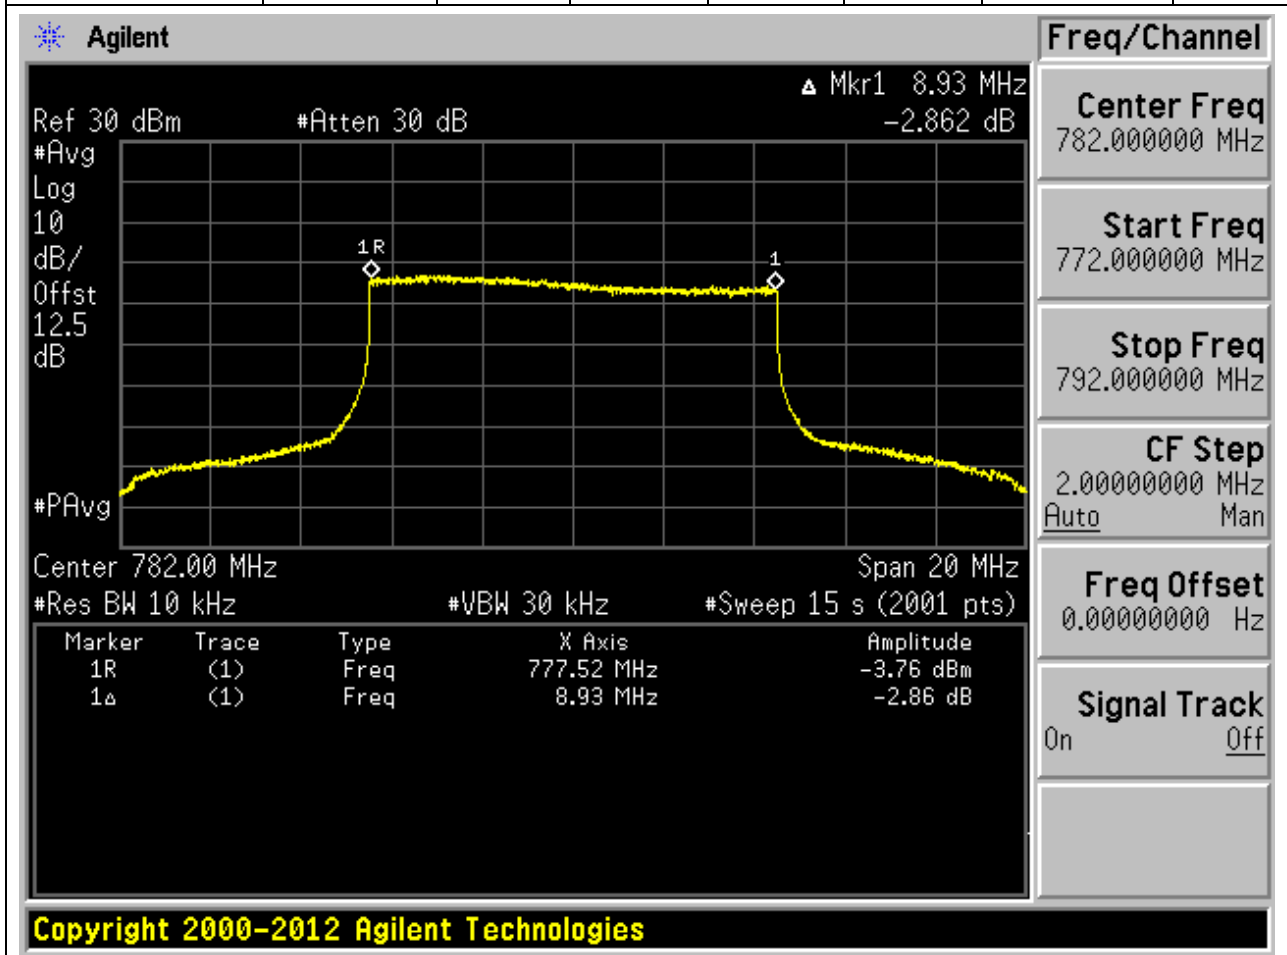 Agilent
Freq/Channel
Δ Mkr1 8.93 MHz
Ref 30 dBm #Atten 30 dB -2.862 dB
#Avg
Log
10
dB/
Offst
12.5
dB
#PAvg
1R
1
Center 782.00 MHz Span 20 MHz
#Res BW 10 kHz #VBW 30 kHz #Sweep 15 s (2001 pts)
Marker Trace Type X Axis Amplitude
1R (1) Freq 777.52 MHz -3.76 dBm
1Δ (1) Freq 8.93 MHz -2.86 dB
Center Freq
782.000000 MHz
Start Freq
772.000000 MHz
Stop Freq
792.000000 MHz
CF Step
2.00000000 MHz
Auto Man
Freq Offset
0.00000000 Hz
Signal Track
On Off
Copyright 2000-2012 Agilent Technologies